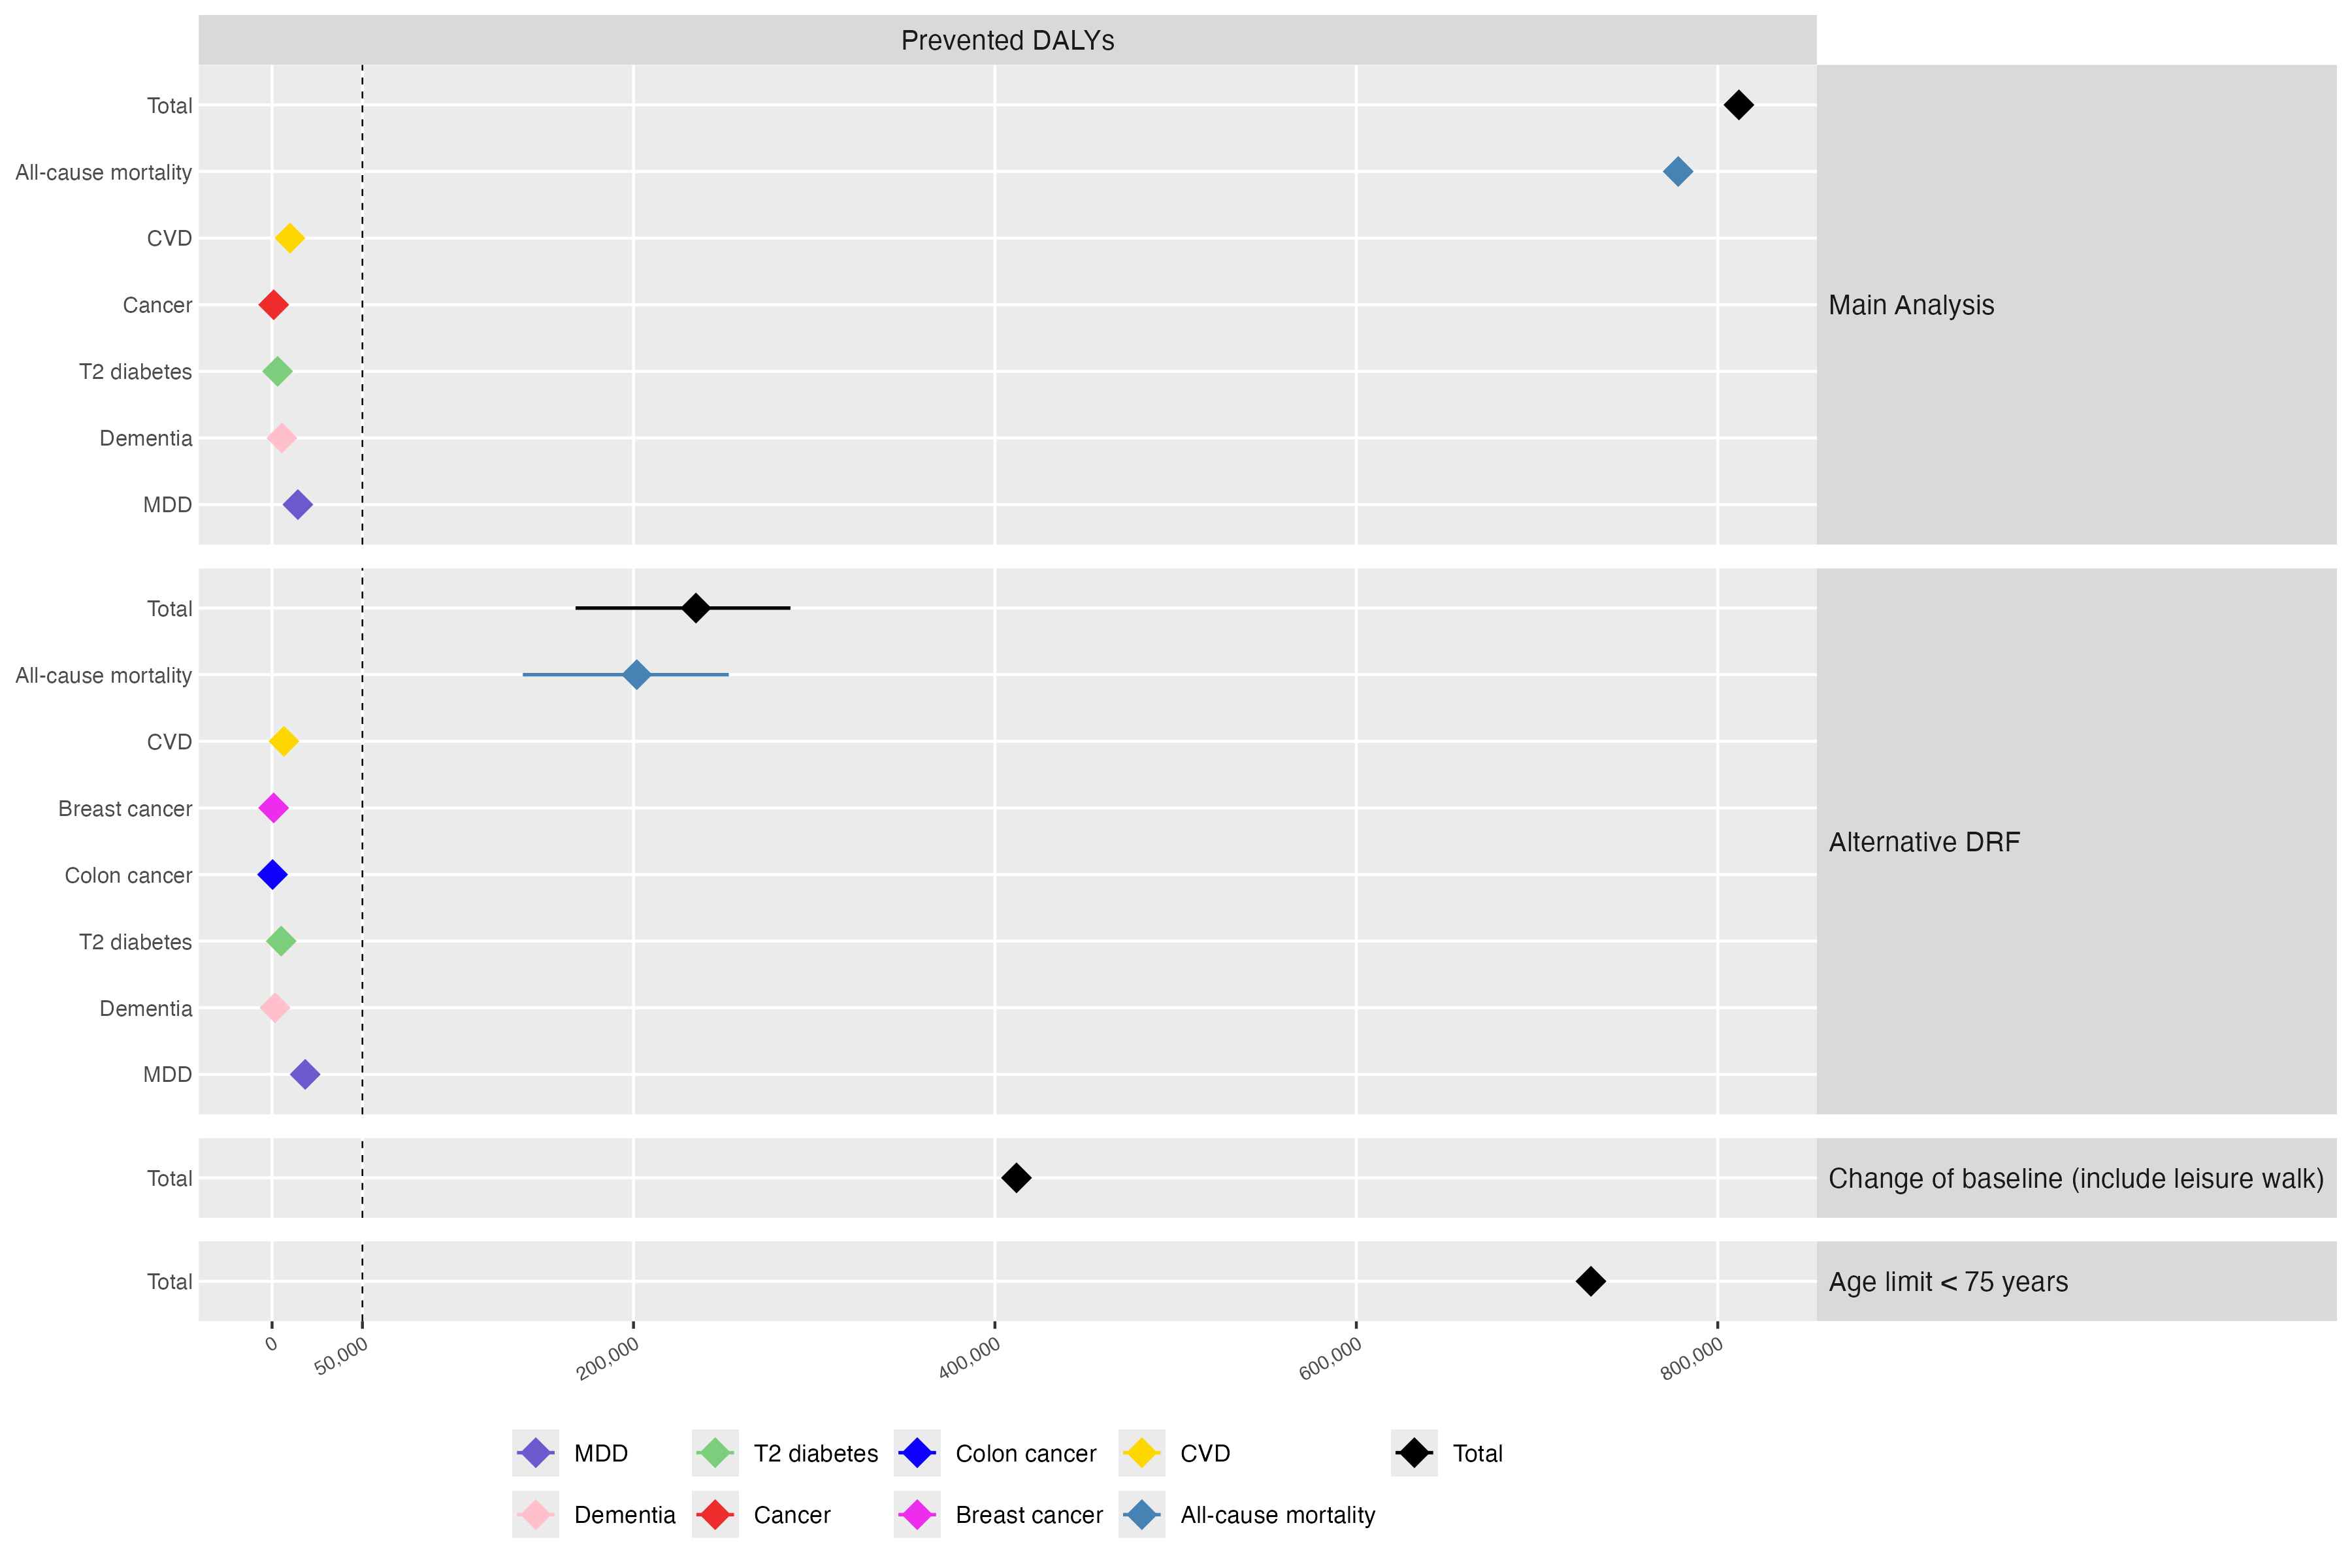 Prevented DALYs
Total
All-cause mortality
CVD
Cancer
T2 diabetes
Dementia
MDD
Main Analysis
Total
All-cause mortality
CVD
Breast cancer
Colon cancer
T2 diabetes
Dementia
MDD
Alternative DRF
Total
Change of baseline (include leisure walk)
Total
Age limit < 75 years
0
50,000
200,000
400,000
600,000
800,000
MDD
T2 diabetes
Colon cancer
CVD
Total
Dementia
Cancer
Breast cancer
All-cause mortality